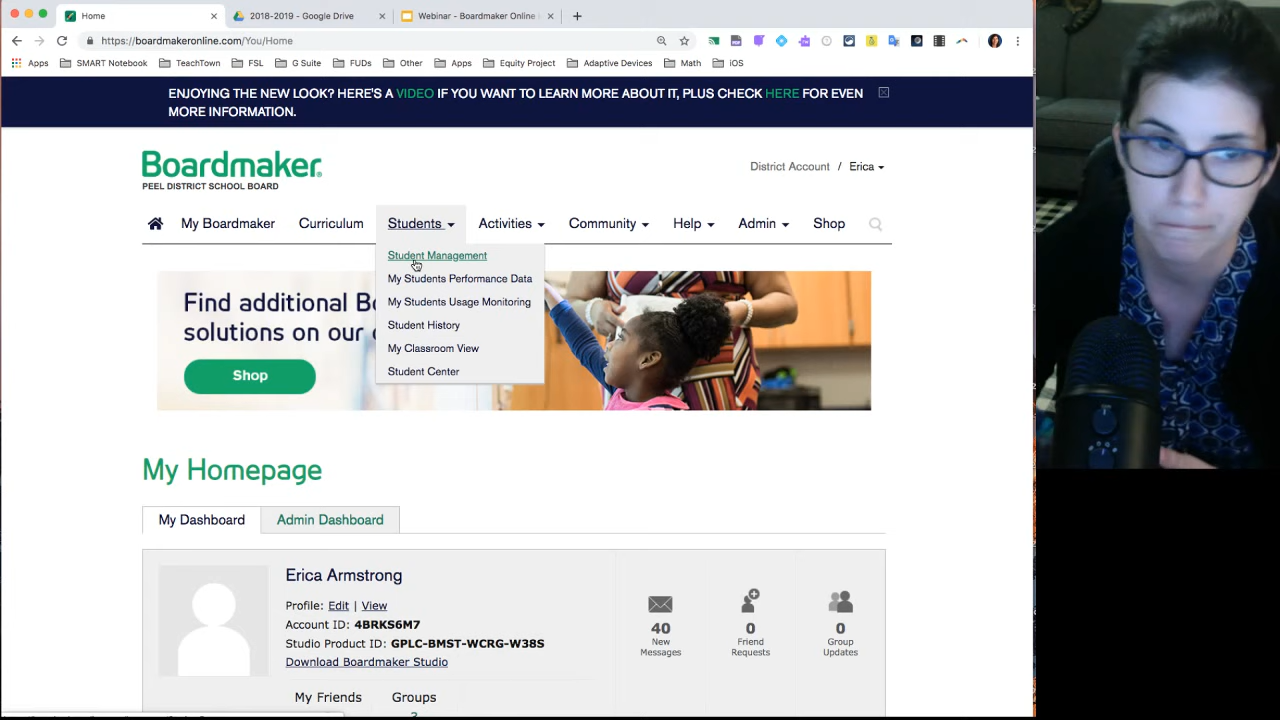 Home
2018-2019 - Google Drive
Webinar - Boardmaker Online
https://boardmakeronline.com/You/Home
Apps SMART Notebook TeachTown FSL G Suite FUDs Other Apps Equity Project Adaptive Devices Math iOS
ENJOYING THE NEW LOOK? HERE'S A VIDEO IF YOU WANT TO LEARN MORE ABOUT IT, PLUS CHECK HERE FOR EVEN
MORE INFORMATION.
Boardmaker®
PEEL DISTRICT SCHOOL BOARD
District Account / Erica
My Boardmaker Curriculum Students Activities Community Help Admin Shop
Student Management
My Students Performance Data
My Students Usage Monitoring
Student History
My Classroom View
Student Center
Find additional Bo
solutions on our
Shop
My Homepage
My Dashboard Admin Dashboard
Erica Armstrong
Profile: Edit | View
Account ID: 4BRKS6M7
Studio Product ID: GPLC-BMST-WCRG-W38S
Download Boardmaker Studio
My Friends Groups
40
New
Messages
0
Friend
Requests
0
Group
Updates